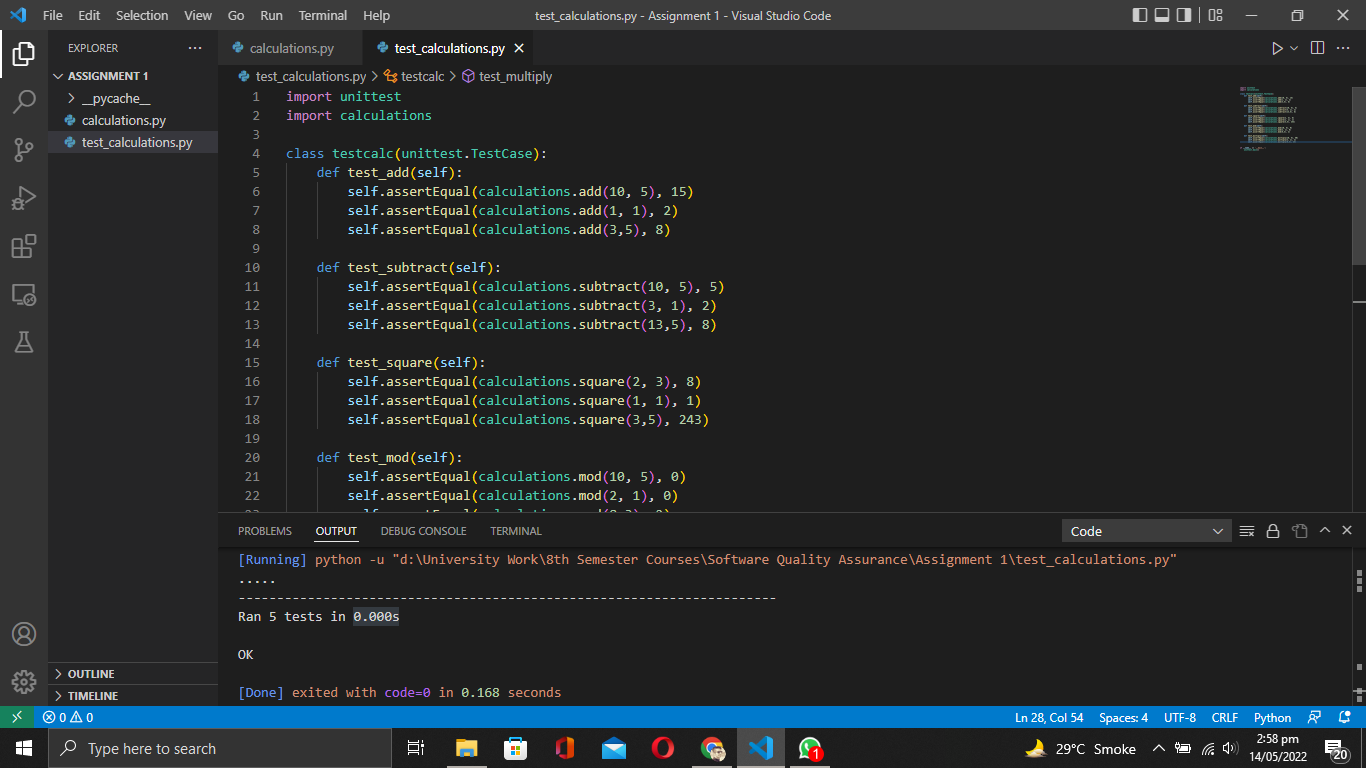 File Edit Selection View Go Run Terminal Help
test_calculations.py - Assignment 1 - Visual Studio Code
EXPLORER
ASSIGNMENT 1
__pycache__
calculations.py
test_calculations.py
OUTLINE
TIMELINE
calculations.py test_calculations.py
test_calculations.py > testcalc > test_multiply
1 import unittest
2 import calculations
3
4 class testcalc(unittest.TestCase):
5 def test_add(self):
6 self.assertEqual(calculations.add(10, 5), 15)
7 self.assertEqual(calculations.add(1, 1), 2)
8 self.assertEqual(calculations.add(3,5), 8)
9
10 def test_subtract(self):
11 self.assertEqual(calculations.subtract(10, 5), 5)
12 self.assertEqual(calculations.subtract(3, 1), 2)
13 self.assertEqual(calculations.subtract(13,5), 8)
14
15 def test_square(self):
16 self.assertEqual(calculations.square(2, 3), 8)
17 self.assertEqual(calculations.square(1, 1), 1)
18 self.assertEqual(calculations.square(3,5), 243)
19
20 def test_mod(self):
21 self.assertEqual(calculations.mod(10, 5), 0)
22 self.assertEqual(calculations.mod(2, 1), 0)
PROBLEMS OUTPUT DEBUG CONSOLE TERMINAL
Code
[Running] python -u "d:\University Work\8th Semester Courses\Software Quality Assurance\Assignment 1\test_calculations.py"
.....
----------------------------------------------------------------------
Ran 5 tests in 0.000s
OK
[Done] exited with code=0 in 0.168 seconds
0 0
Ln 28, Col 54 Spaces: 4 UTF-8 CRLF Python
Type here to search
1
29°C Smoke
2:58 pm
14/05/2022
20